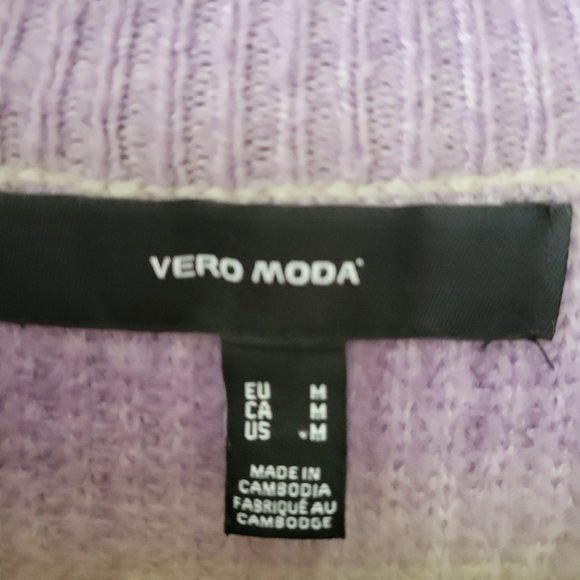 VERO MODA
EU M
CA M
US M
MADE IN
CAMBODIA
FABRIQUÉ AU
CAMBODGE